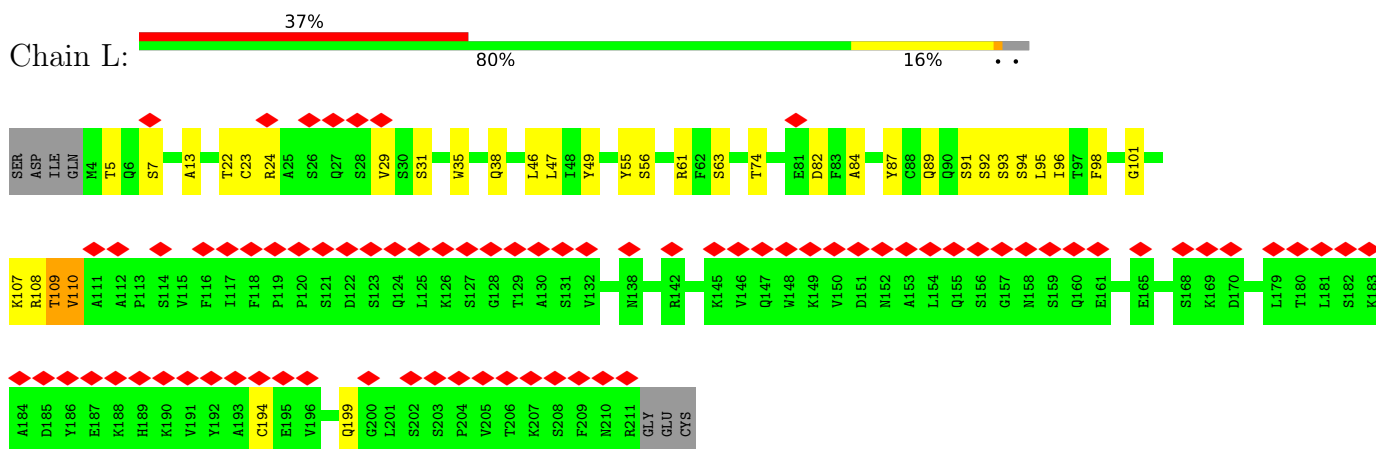 37%
Chain L:
80% 16% • •
SER ASP ILE GLN M4 T5 Q6 S7 A13 T22 C23 R24 A25 S26 Q27 S28 V29 S30 S31 W35 Q38 L46 L47 I48 Y49 Y55 S56 R61 F62 S63 T74 E81 D82 F83 A84 Y87 C88 Q89 Q90 S91 S92 S93 S94 L95 I96 T97 F98 G101
K107 R108 T109 V110 A111 A112 P113 S114 V115 F116 T117 F118 P119 P120 S121 D122 S123 Q124 L125 K126 S127 G128 T129 A130 S131 V132 N138 R142 K145 V146 Q147 W148 K149 V150 D151 N152 A153 L154 Q155 S156 G157 N158 S159 Q160 E161 E165 S168 K169 D170 L179 T180 L181 S182 K183
A184 D185 Y186 E187 K188 H189 K190 V191 Y192 A193 C194 E195 V196 Q199 G200 L201 S202 S203 P204 V205 T206 K207 S208 F209 N210 R211 GLY GLU CYS